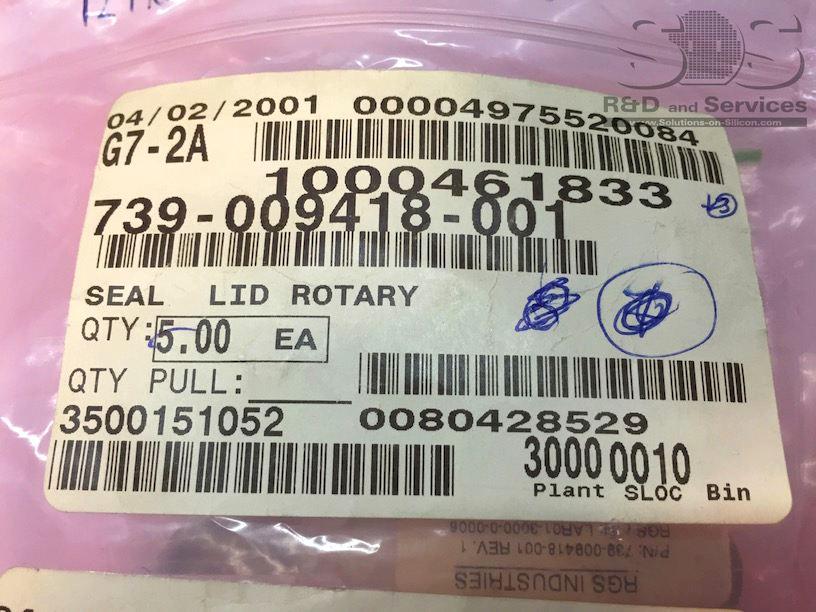 SOS
R&D and Services
www.Solutions-on-Silicon.com
04/02/2001 00004975520084
G7-2A
1000461833
739-009418-001
SEAL LID ROTARY
QTY: 5.00 EA
QTY PULL:
3500151052 0080428529
30000010
Plant SLOC Bin
P/N: 739-009418-001 REV. 1
RGS INDUSTRIES